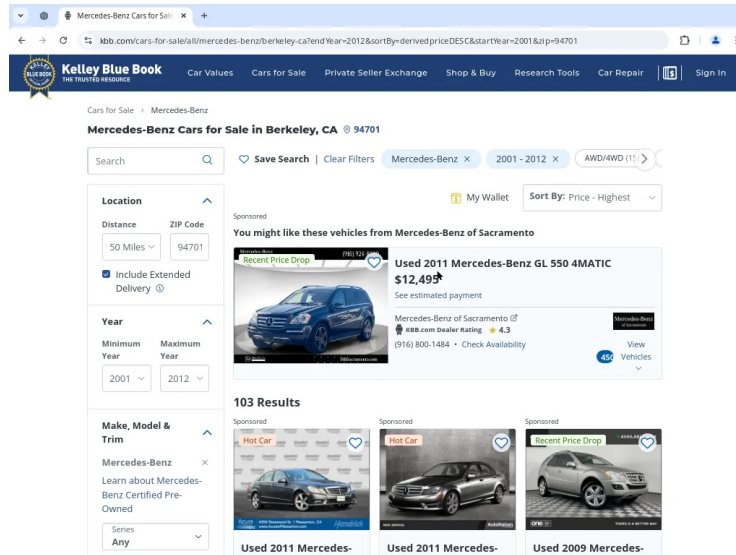 Mercedes-Benz Cars for Sale
kbb.com/cars-for-sale/all/mercedes-benz/berkeley-ca?endYear=2012&sortBy=derivedpriceDESC&startYear=2001&zip=94701
KELLEY
BLUE BOOK
Kelley Blue Book
THE TRUSTED RESOURCE
Car Values
Cars for Sale
Private Seller Exchange
Shop & Buy
Research Tools
Car Repair
Sign In
Cars for Sale
Mercedes-Benz
Mercedes-Benz Cars for Sale in Berkeley, CA
94701
Search
Save Search | Clear Filters
Mercedes-Benz ×
2001 - 2012 ×
AWD/4WD (15
Location
Distance
ZIP Code
50 Miles
94701
Include Extended
Delivery
Year
Minimum
Year
Maximum
Year
2001
2012
Make, Model &
Trim
Mercedes-Benz
Learn about Mercedes-
Benz Certified Pre-
Owned
Series
Any
My Wallet
Sort By: Price - Highest
Sponsored
You might like these vehicles from Mercedes-Benz of Sacramento
Recent Price Drop
Used 2011 Mercedes-Benz GL 550 4MATIC
$12,495
See estimated payment
Mercedes-Benz of Sacramento
KBB.com Dealer Rating ★ 4.3
(916) 800-1484 • Check Availability
Mercedes-Benz
of Sacramento
450
View
Vehicles
103 Results
Sponsored
Hot Car
Used 2011 Mercedes-
Sponsored
Hot Car
AutoNation
Used 2011 Mercedes-
Sponsored
Recent Price Drop
Used 2009 Mercedes-